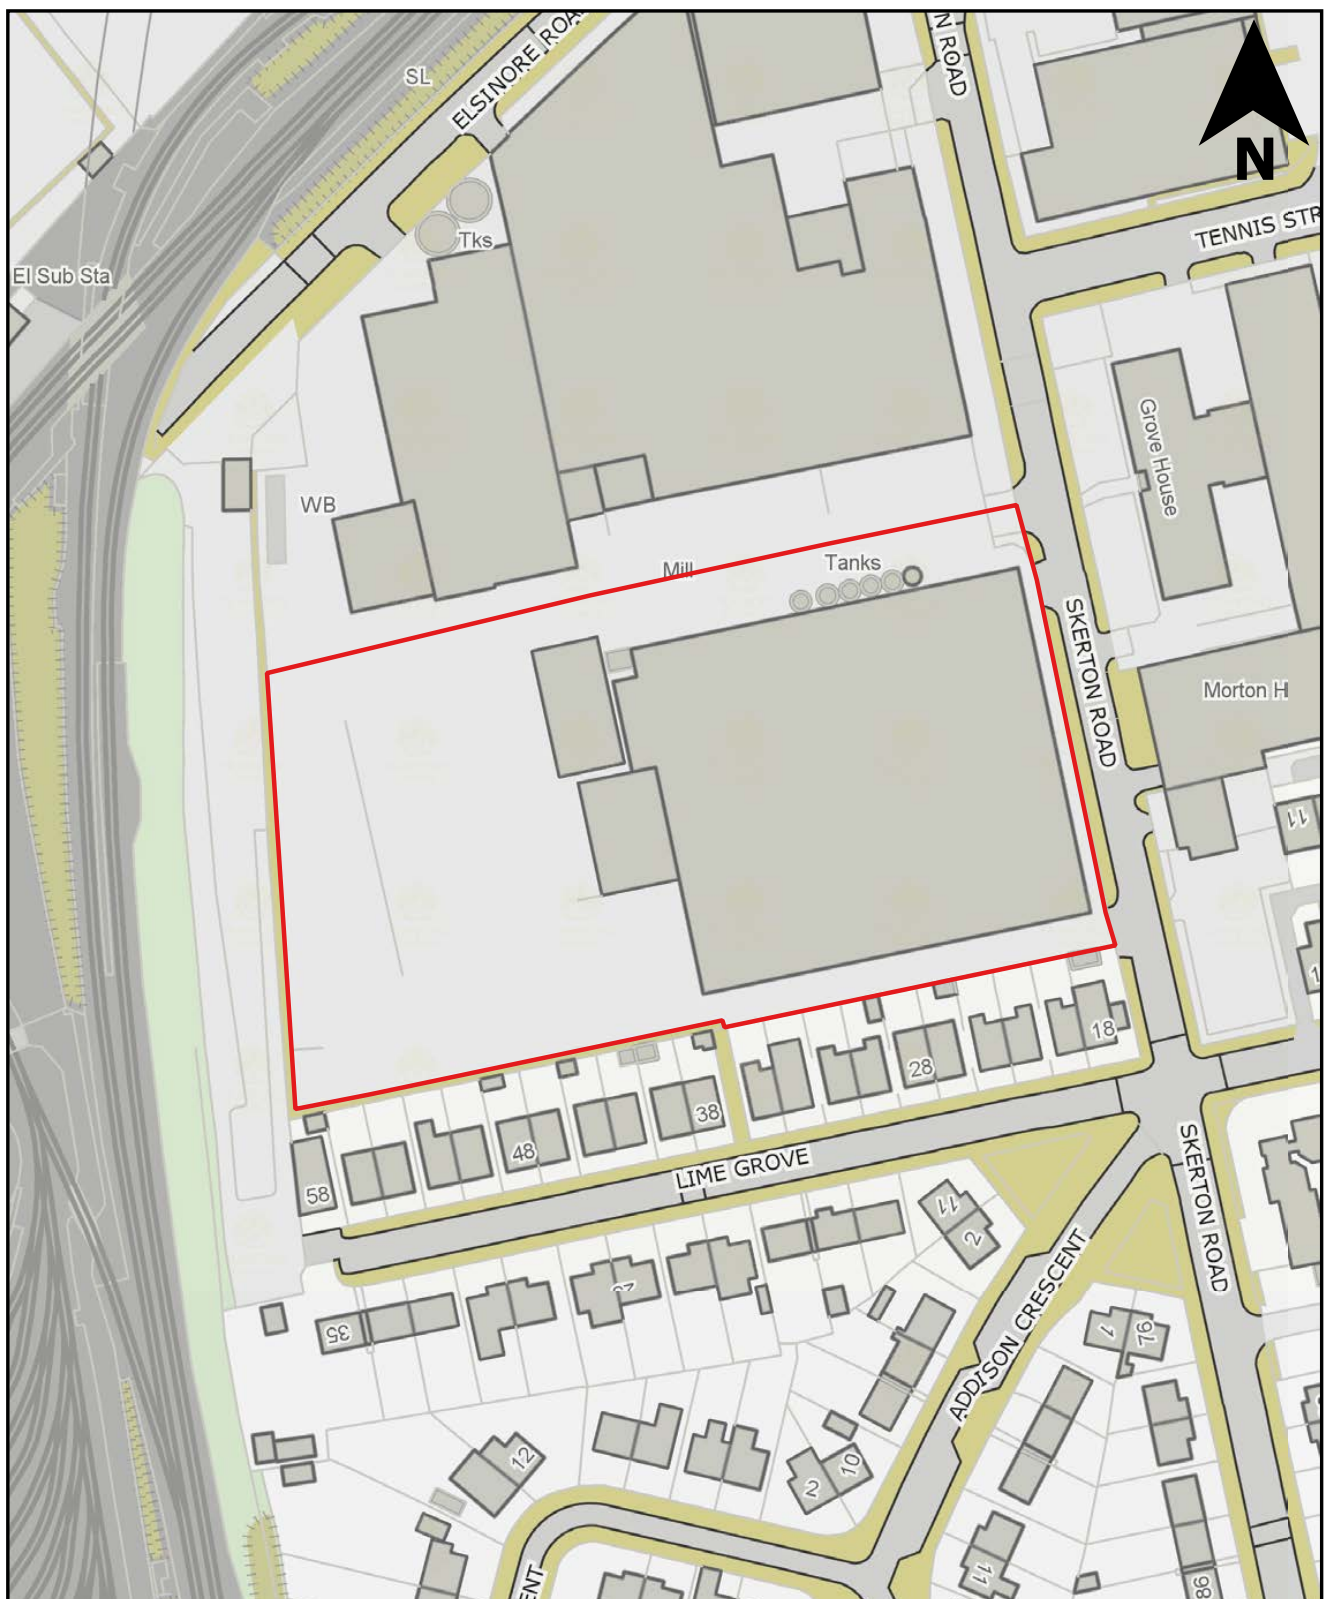 ELSINORE ROA
N ROAD
SL
N
TENNIS STR
Tks
El Sub Sta
Grove House
WB
Mill
Tanks
SKERTON ROAD
Morton H
11
18
28
38
48
58
LIME GROVE
SKERTON ROAD
11
2
ADDISON CRESCENT
35
1
76
12
10
2
11
98
ENT